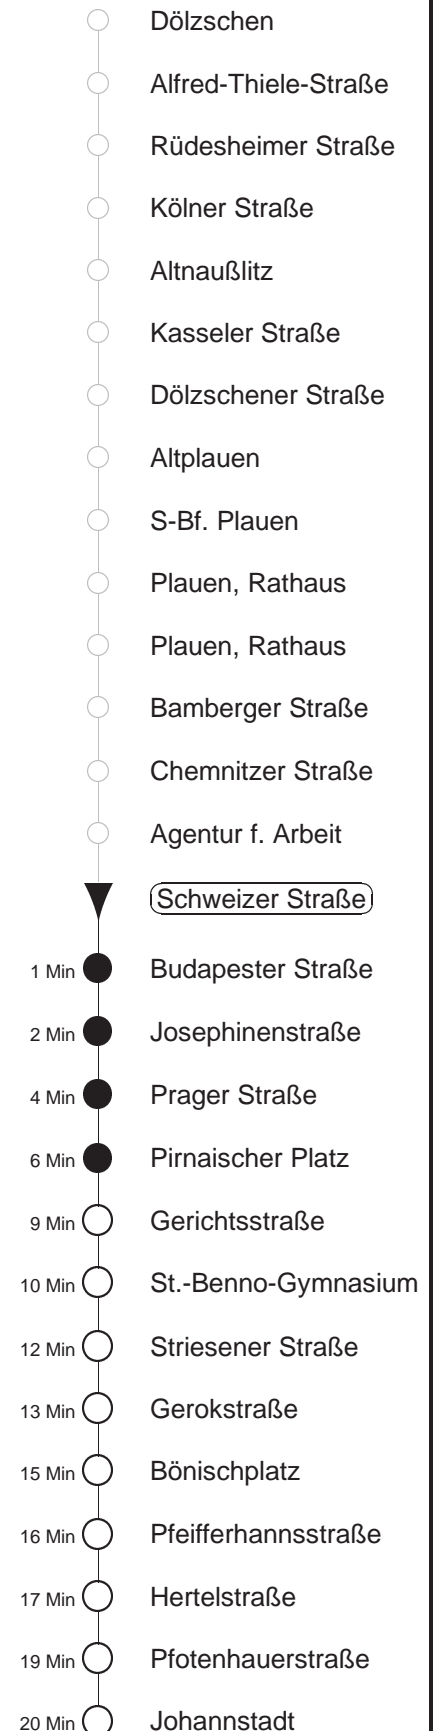 Dölzschen
Alfred-Thiele-Straße
Rüdesheimer Straße
Kölner Straße
Altnaußlitz
Kasseler Straße
Dölzschener Straße
Altplauen
S-Bf. Plauen
Plauen, Rathaus
Plauen, Rathaus
Bamberger Straße
Chemnitzer Straße
Agentur f. Arbeit
Schweizer Straße
1 Min Budapester Straße
2 Min Josephinenstraße
4 Min Prager Straße
6 Min Pirnaischer Platz
9 Min Gerichtsstraße
10 Min St.-Benno-Gymnasium
12 Min Striesener Straße
13 Min Gerokstraße
15 Min Bönischplatz
16 Min Pfeifferhannsstraße
17 Min Hertelstraße
19 Min Pfotenhauerstraße
20 Min Johannstadt